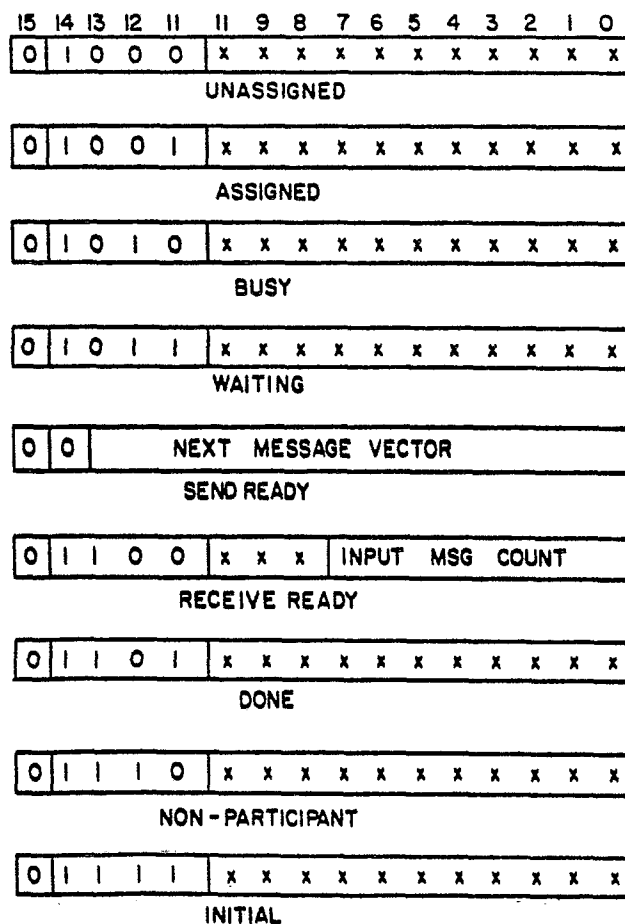 15 14 13 12 11 11 9 8 7 6 5 4 3 2 1 0
0 1 0 0 0 x x x x x x x x x x x
UNASSIGNED
0 1 0 0 1 x x x x x x x x x x x
ASSIGNED
0 1 0 1 0 x x x x x x x x x x x
BUSY
0 1 0 1 1 x x x x x x x x x x x
WAITING
0 0 NEXT MESSAGE VECTOR
SEND READY
0 1 1 0 0 x x x INPUT MSG COUNT
RECEIVE READY
0 1 1 0 1 x x x x x x x x x x x
DONE
0 1 1 1 0 x x x x x x x x x x x
NON-PARTICIPANT
0 1 1 1 1 x x x x x x x x x x x
INITIAL